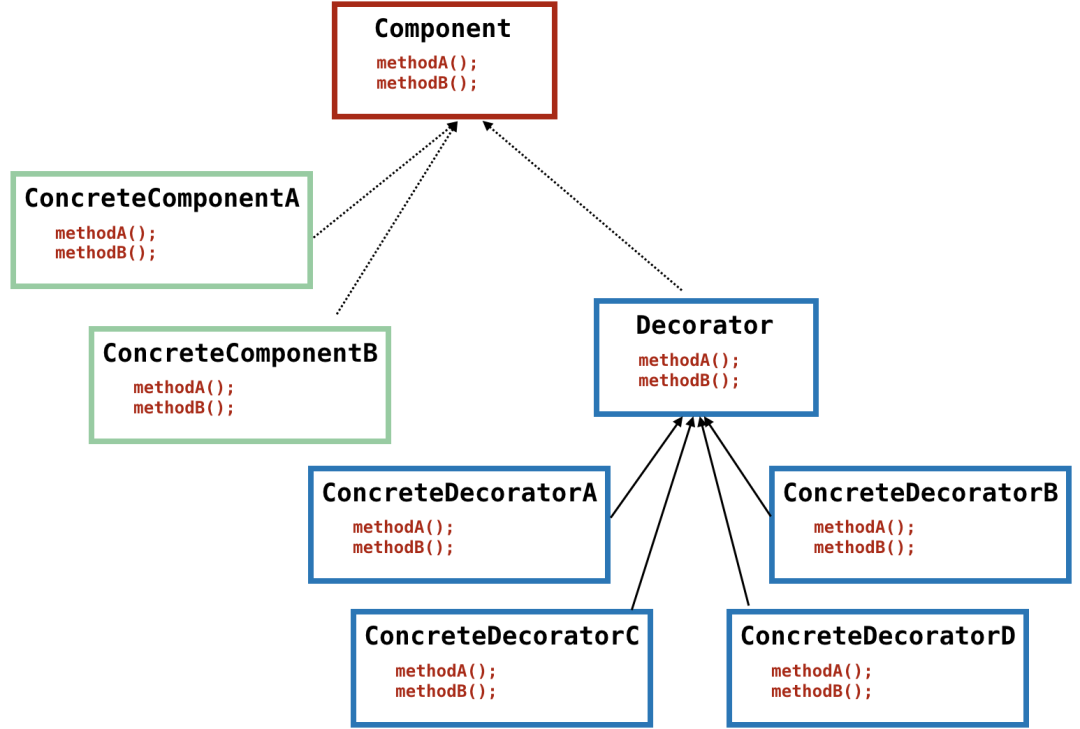 Component
methodA();
methodB();
ConcreteComponentA
methodA();
methodB();
ConcreteComponentB
methodA();
methodB();
Decorator
methodA();
methodB();
ConcreteDecoratorA
methodA();
methodB();
ConcreteDecoratorB
methodA();
methodB();
ConcreteDecoratorC
methodA();
methodB();
ConcreteDecoratorD
methodA();
methodB();